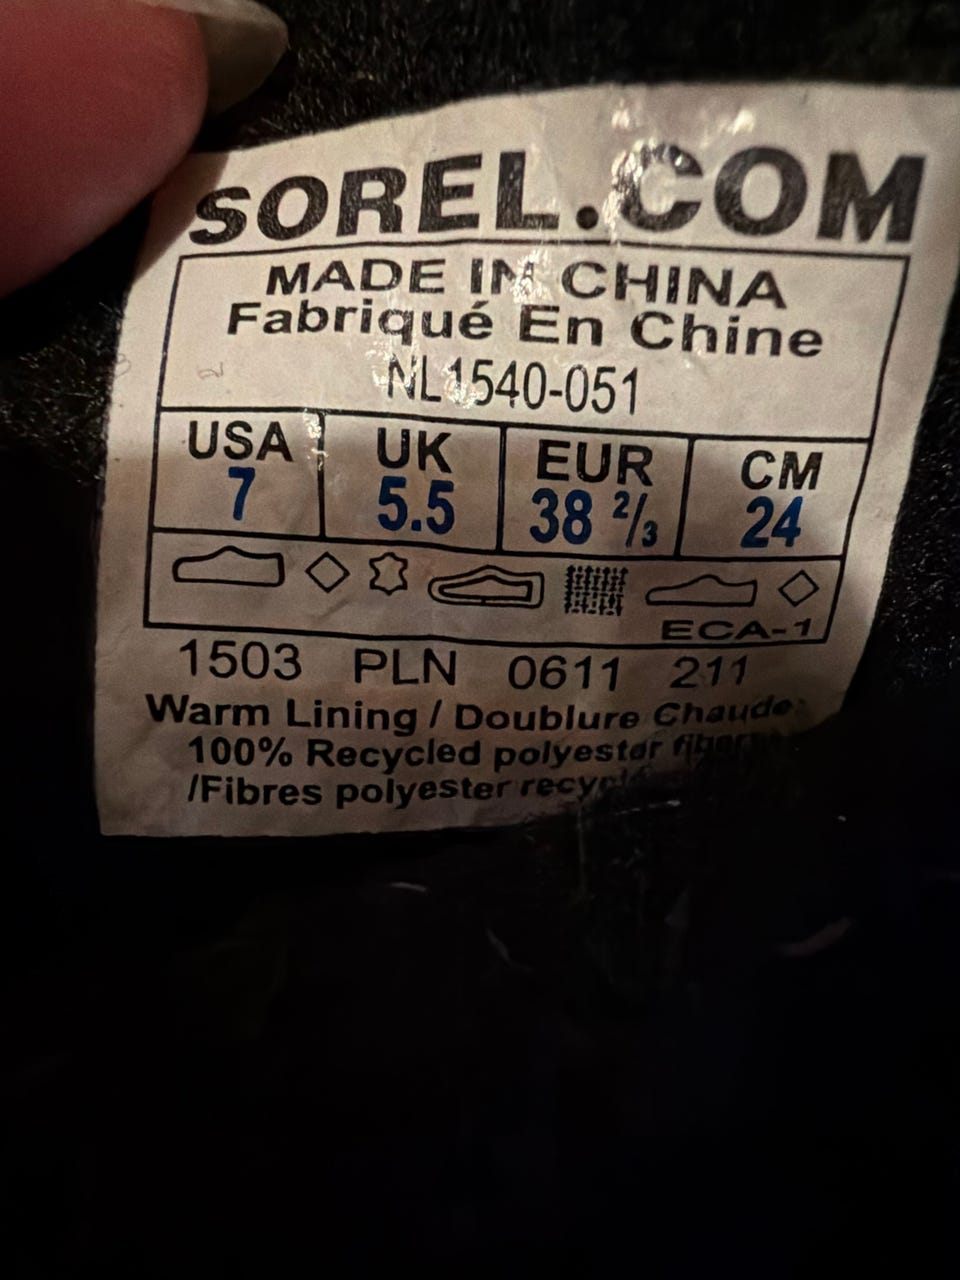 SOREL.COM
MADE IN CHINA
Fabriqué En Chine
NL1540-051
USA UK EUR CM
7 5.5 38 2/3 24
ECA-1
1503 PLN 0611 211
Warm Lining / Doublure Chaude:
100% Recycled polyester
/Fibres polyester